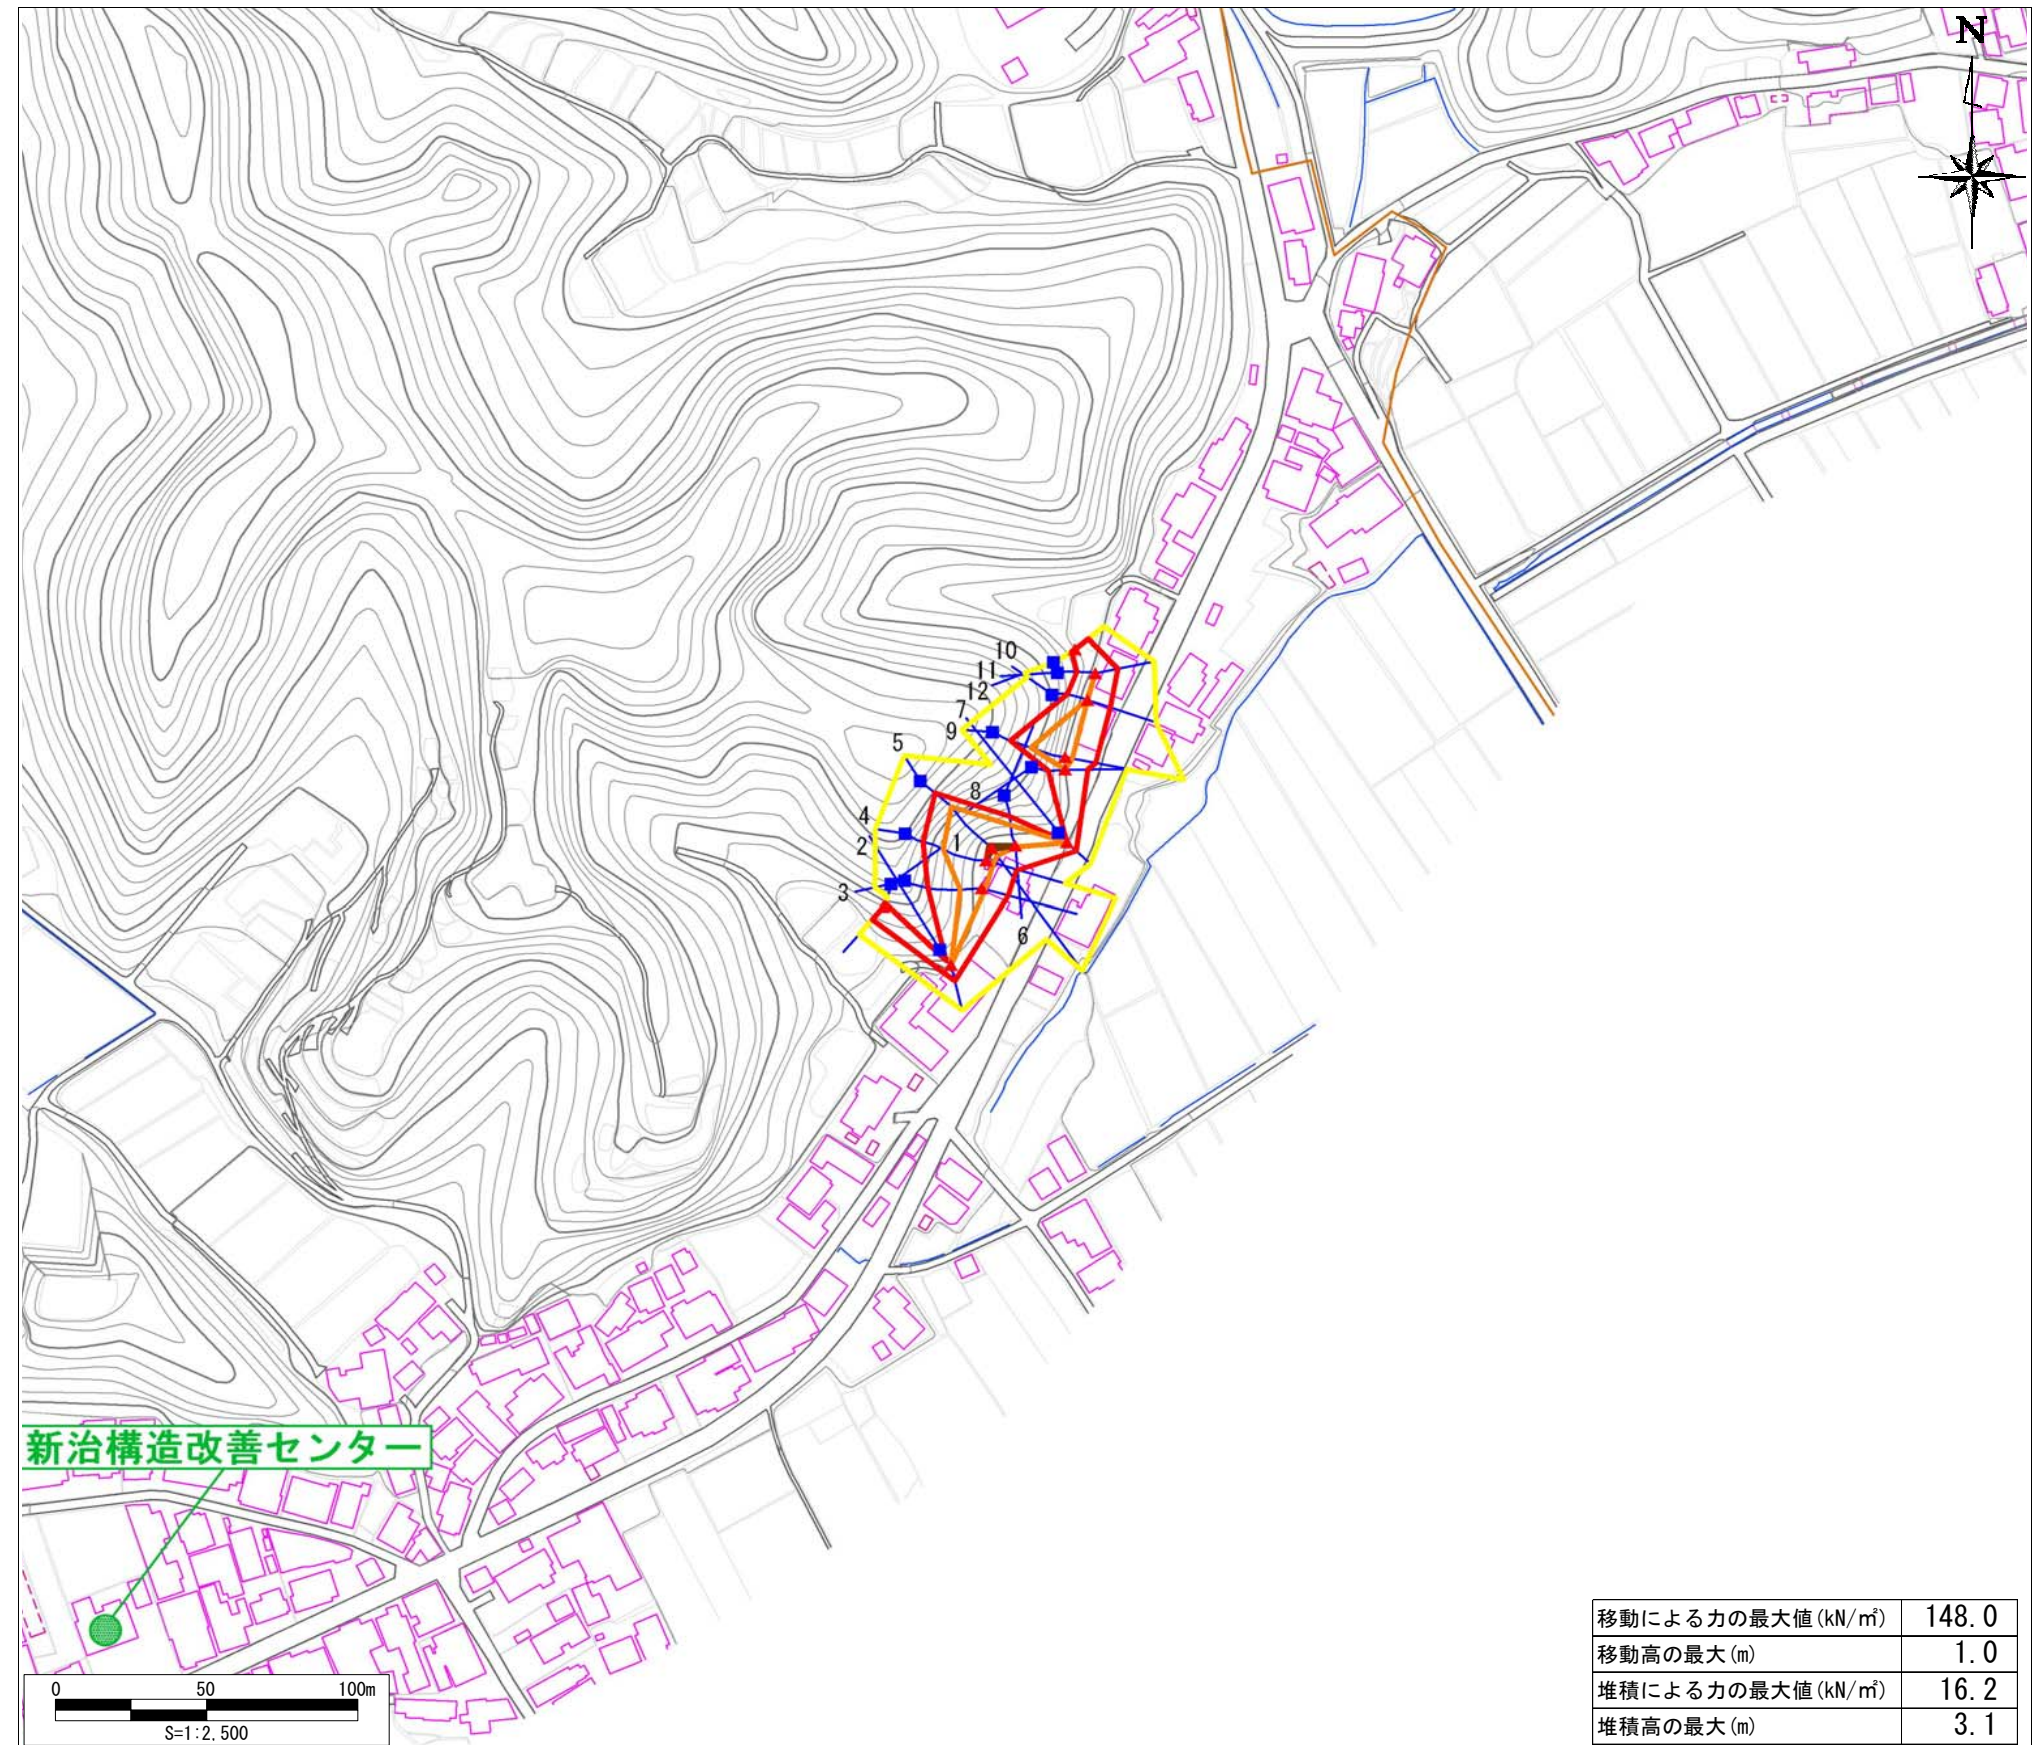 N
10
11
12
7
9
5
8
4
1
2
3
6
新治構造改善センター
0 50 100m
S=1:2,500
移動による力の最大値(kN/㎡) 148.0
移動高の最大(m) 1.0
堆積による力の最大値(kN/㎡) 16.2
堆積高の最大(m) 3.1